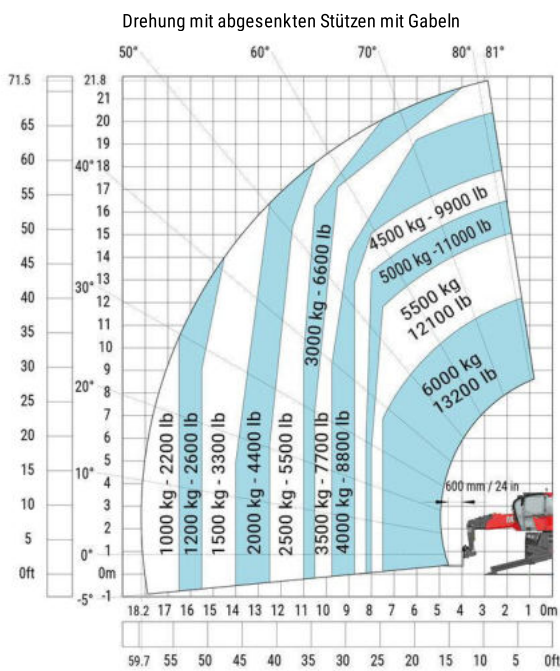 Drehung mit abgesenkten Stützen mit Gabeln
50° 60° 70° 80° 81°
71.5 21.8
21
65 20
19
60 40° 18
55 17
16
50 15
45 14
13
40 30° 12
35 11
10
30 9
20° 8
25 7
20 6
5
15 10° 4
10 3
2
5 0° 1
0ft 0m
-5° -1
1000 kg - 2200 lb
1200 kg - 2600 lb
1500 kg - 3300 lb
2000 kg - 4400 lb
2500 kg - 5500 lb
3000 kg - 6600 lb
3500 kg - 7700 lb
4000 kg - 8800 lb
4500 kg - 9900 lb
5000 kg -11000 lb
5500 kg
12100 lb
6000 kg
13200 lb
600 mm / 24 in
18.2 17 16 15 14 13 12 11 10 9 8 7 6 5 4 3 2 1 0m
59.7 55 50 45 40 35 30 25 20 15 10 5 0ft